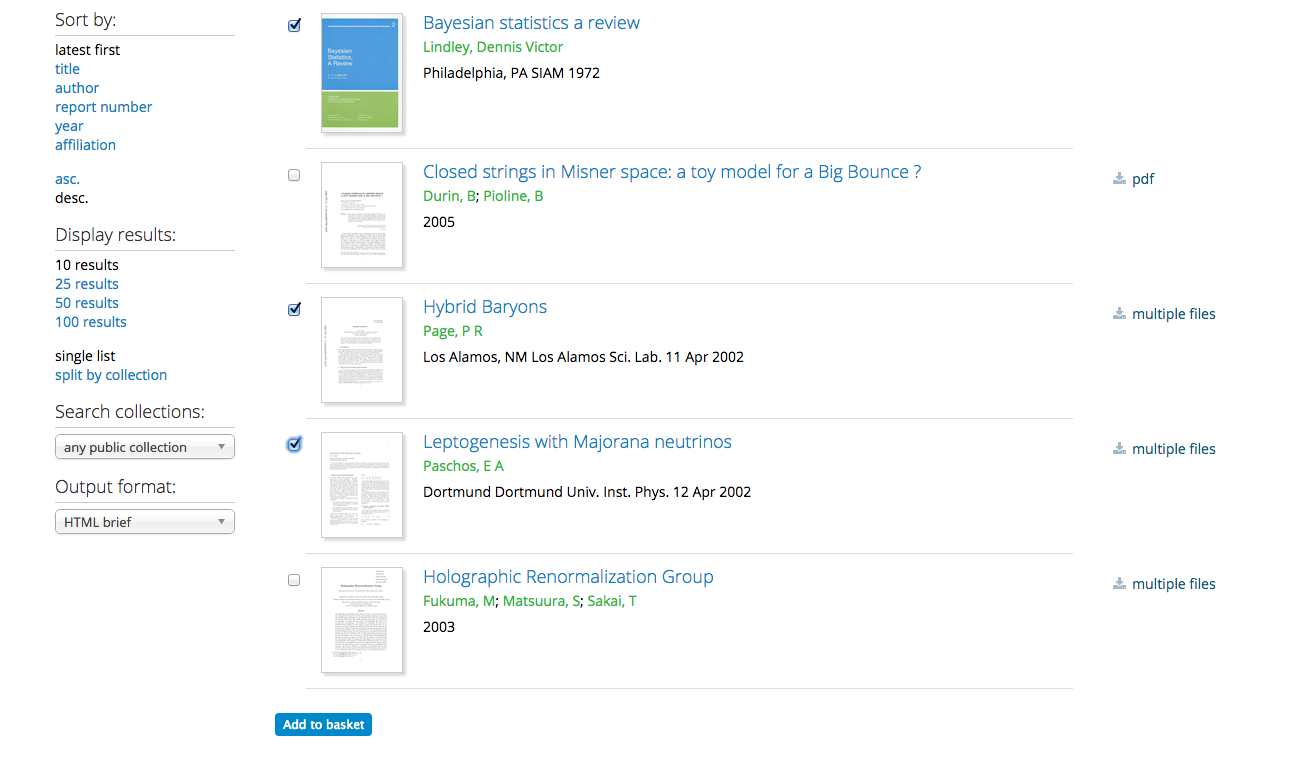 Sort by:
latest first
title
author
report number
year
affiliation
asc.
desc.
Display results:
10 results
25 results
50 results
100 results
single list
split by collection
Search collections:
any public collection
Output format:
HTML brief
Bayesian
Statistics,
A Review
Bayesian statistics a review
Lindley, Dennis Victor
Philadelphia, PA SIAM 1972
Closed strings in Misner space: a toy model for a Big Bounce ?
Durin, B; Pioline, B
2005
pdf
Hybrid Baryons
Page, P R
Los Alamos, NM Los Alamos Sci. Lab. 11 Apr 2002
multiple files
Leptogenesis with Majorana neutrinos
Paschos, E A
Dortmund Dortmund Univ. Inst. Phys. 12 Apr 2002
multiple files
Holographic Renormalization Group
Fukuma, M; Matsuura, S; Sakai, T
2003
multiple files
Add to basket